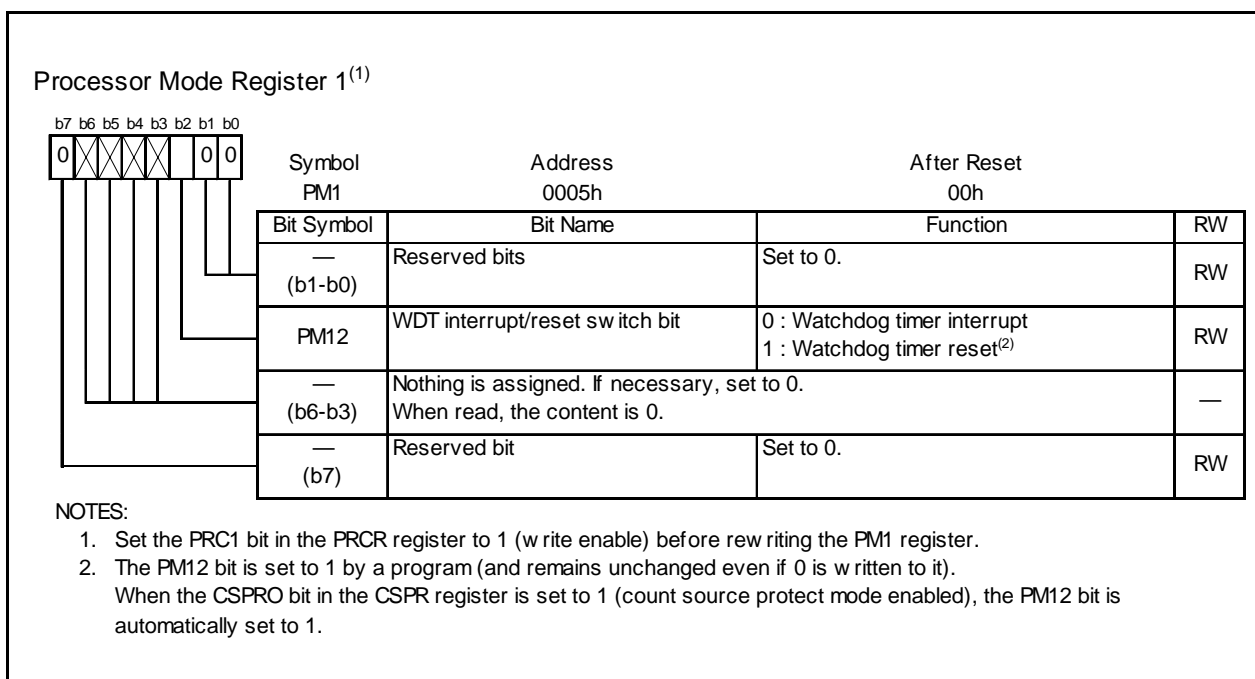 Processor Mode Register 1(1)
b7 b6 b5 b4 b3 b2 b1 b0
0 0 0
Symbol Address After Reset
PM1 0005h 00h
Bit Symbol Bit Name Function RW
— (b1-b0) Reserved bits Set to 0. RW
PM12 WDT interrupt/reset switch bit 0 : Watchdog timer interrupt
1 : Watchdog timer reset(2) RW
— (b6-b3) Nothing is assigned. If necessary, set to 0.
When read, the content is 0. —
— (b7) Reserved bit Set to 0. RW
NOTES:
1. Set the PRC1 bit in the PRCR register to 1 (write enable) before rewriting the PM1 register.
2. The PM12 bit is set to 1 by a program (and remains unchanged even if 0 is written to it).
When the CSPRO bit in the CSPR register is set to 1 (count source protect mode enabled), the PM12 bit is
automatically set to 1.